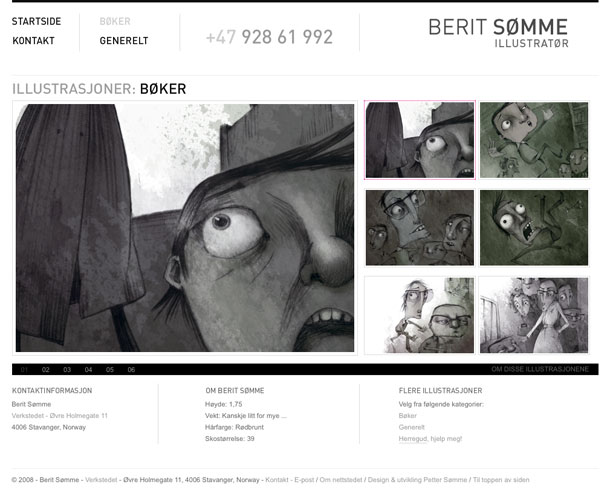 STARTSIDE
KONTAKT
BØKER
GENERELT
+47 928 61 992
BERIT SØMME
ILLUSTRATØR
ILLUSTRASJONER: BØKER
01 02 03 04 05 06
OM DISSE ILLUSTRASJONENE
KONTAKTINFORMASJON
Berit Sømme
Verkstedet - Øvre Holmegate 11
4006 Stavanger, Norway
OM BERIT SØMME
Høyde: 1,75
Vekt: Kanskje litt for mye ...
Hårfarge: Rødbrunt
Skostørrelse: 39
FLERE ILLUSTRASJONER
Velg fra følgende kategorier:
Bøker
Generelt
Herregud, hjelp meg!
© 2008 - Berit Sømme - Verkstedet - Øvre Holmegate 11, 4006 Stavanger, Norway - Kontakt - E-post / Om nettstedet / Design & utvikling Petter Sømme / Til toppen av siden